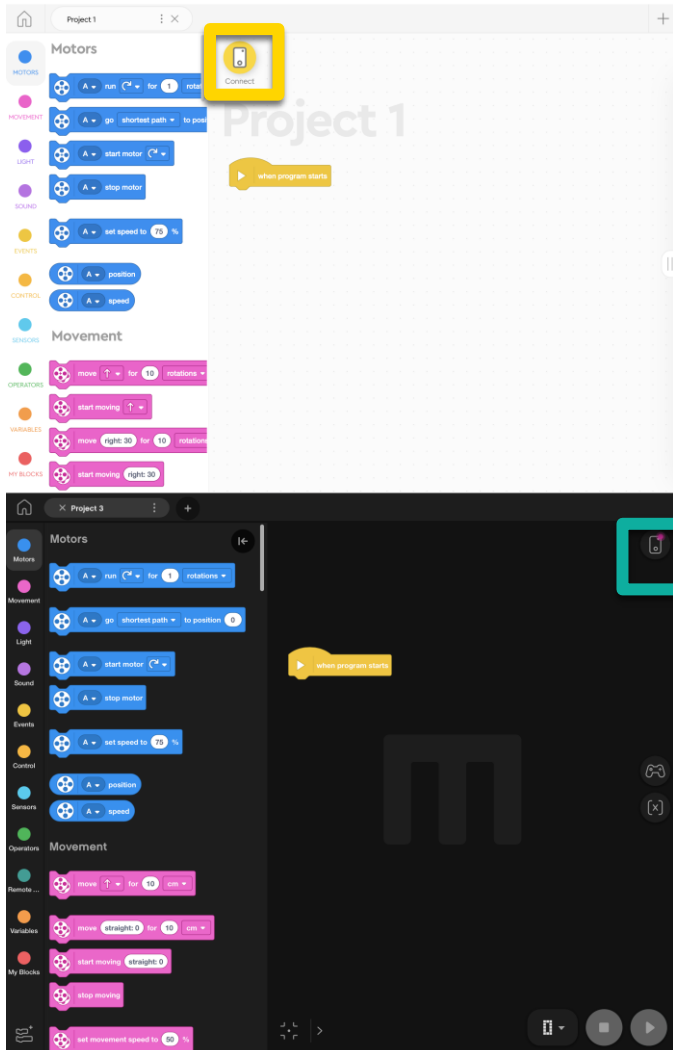 Project 1
Motors
MOTORS
A run for 1
Connect
MOVEMENT
A go shortest path to
Project 1
LIGHT
A start motor
A stop motor
when program starts
SOUND
A set speed to 75 %
EVENTS
A position
CONTROL
A speed
SENSORS
Movement
OPERATORS
move for 10 rotations
start moving
VARIABLES
move right: 30 for 10
MY BLOCKS
start moving right: 30
Project 3
Motors
Motors
A run for 1 rotations
Movement
A go shortest path to position 0
Light
A start motor
when program starts
Sound
A stop motor
Events
A set speed to 75 %
Control
A position
Sensors
A speed
Operators
Movement
Remote ...
move for 10 cm
Variables
move straight: 0 for 10 cm
start moving straight: 0
My Blocks
stop moving
set movement speed to 50 %